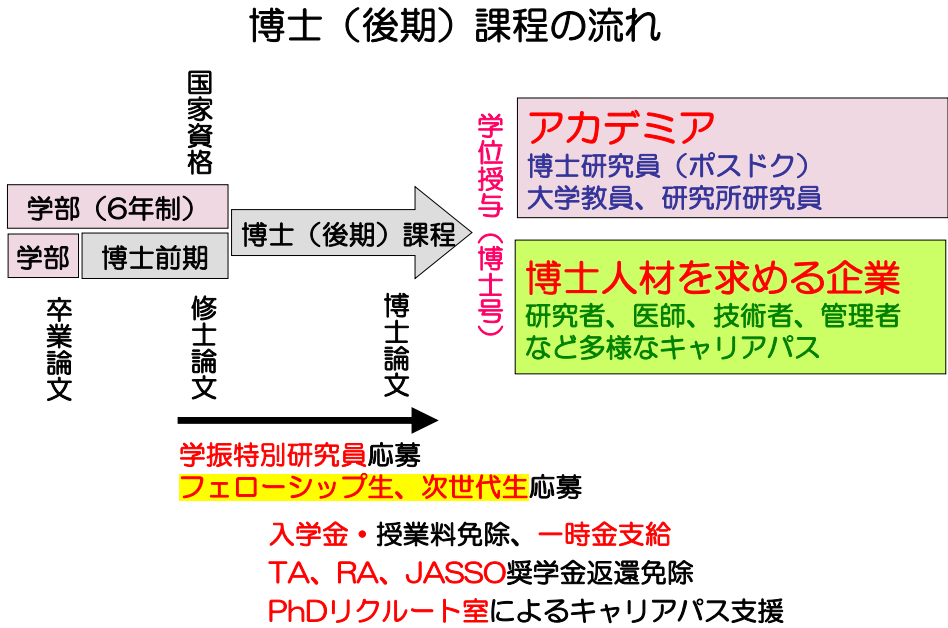 博士（後期）課程の流れ
国家資格
学部（6年制）
学部
博士前期
博士（後期）課程
卒業論文
修士論文
博士論文
学位授与（博士号）
アカデミア
博士研究員（ポスドク）
大学教員、研究所研究員
博士人材を求める企業
研究者、医師、技術者、管理者
など多様なキャリアパス
学振特別研究員応募
フェローシップ生、次世代生応募
入学金・授業料免除、一時金支給
TA、RA、JASSO奨学金返還免除
PhDリクルート室によるキャリアパス支援